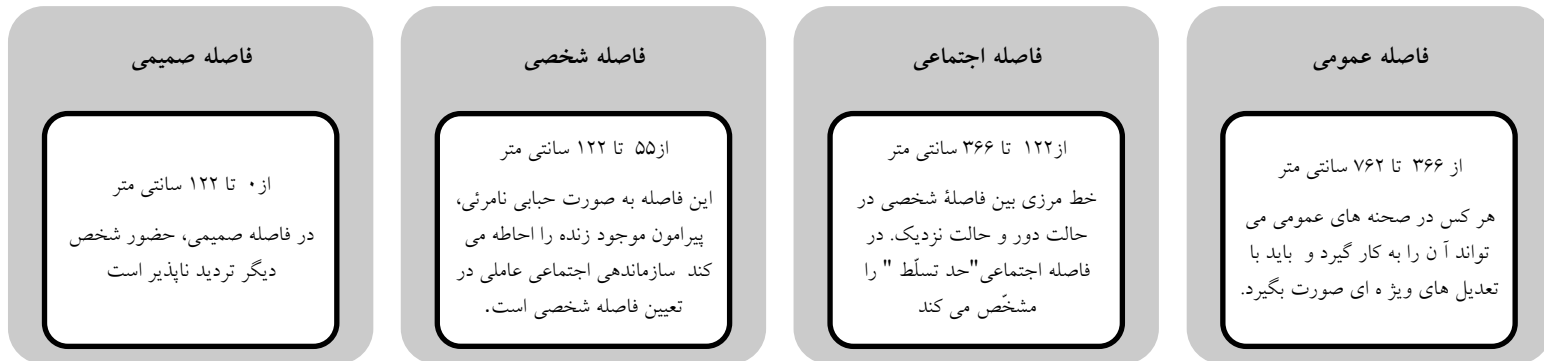 فاصله عمومی
از ۳۶۶ تا ۷۶۲ سانتی متر
هر کس در صحنه های عمومی می
تواند آ ن را به کار گیرد و باید با
تعدیل های ویژ ه ای صورت بگیرد.
فاصله اجتماعی
از۱۲۲ تا ۳۶۶ سانتی متر
خط مرزی بین فاصلۀ شخصی در
حالت دور و حالت نزدیک. در
فاصله اجتماعی"حد تسلّط " را
مشخّص می کند
فاصله شخصی
از۵۵ تا ۱۲۲ سانتی متر
این فاصله به صورت حبابی نامرئی،
پیرامون موجود زنده را احاطه می
کند سازماندهی اجتماعی عاملی در
تعیین فاصله شخصی است.
فاصله صمیمی
از۰ تا ۱۲۲ سانتی متر
در فاصله صمیمی، حضور شخص
دیگر تردید ناپذیر است